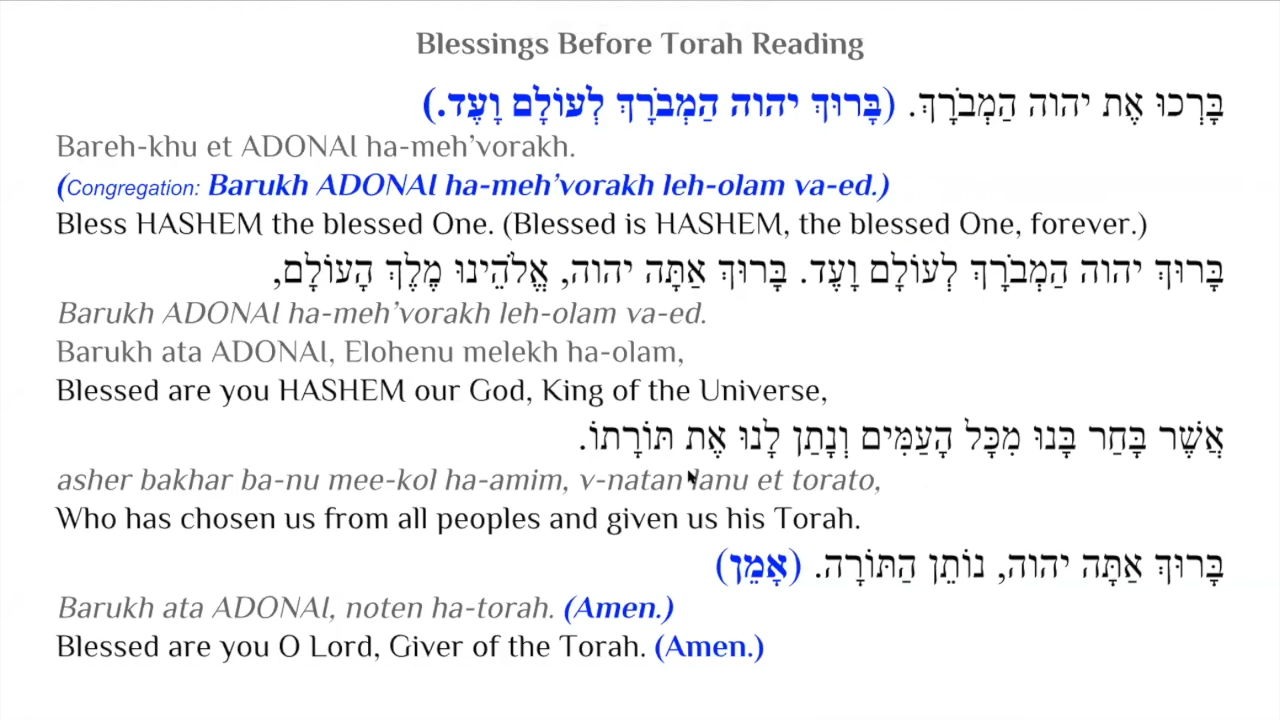 Blessings Before Torah Reading
בָּרְכוּ אֶת יהוה הַמְבֹרָךְ. (בָּרוּךְ יהוה הַמְבֹרָךְ לְעוֹלָם וָעֶד.)
Bareh-khu et ADONAI ha-meh’vorakh.
(Congregation: Barukh ADONAI ha-meh’vorakh leh-olam va-ed.)
Bless HASHEM the blessed One. (Blessed is HASHEM, the blessed One, forever.)
בָּרוּךְ יהוה הַמְבֹרָךְ לְעוֹלָם וָעֶד. בָּרוּךְ אַתָּה יהוה, אֱלֹהֵינוּ מֶלֶךְ הָעוֹלָם,
Barukh ADONAI ha-meh’vorakh leh-olam va-ed.
Barukh ata ADONAI, Elohenu melekh ha-olam,
Blessed are you HASHEM our God, King of the Universe,
אֲשֶׁר בָּחַר בָּנוּ מִכָּל הָעַמִּים וְנָתַן לָנוּ אֶת תּוֹרָתוֹ.
asher bakhar ba-nu mee-kol ha-amim, v-natan lanu et torato,
Who has chosen us from all peoples and given us his Torah.
בָּרוּךְ אַתָּה יהוה, נוֹתֵן הַתּוֹרָה. (אָמֵן)
Barukh ata ADONAI, noten ha-torah. (Amen.)
Blessed are you O Lord, Giver of the Torah. (Amen.)